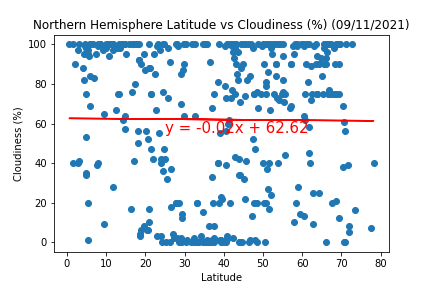 Northern Hemisphere Latitude vs Cloudiness (%) (09/11/2021)
100
80
60
40
20
0
Cloudiness (%)
y = -0.02x + 62.62
0 10 20 30 40 50 60 70 80
Latitude